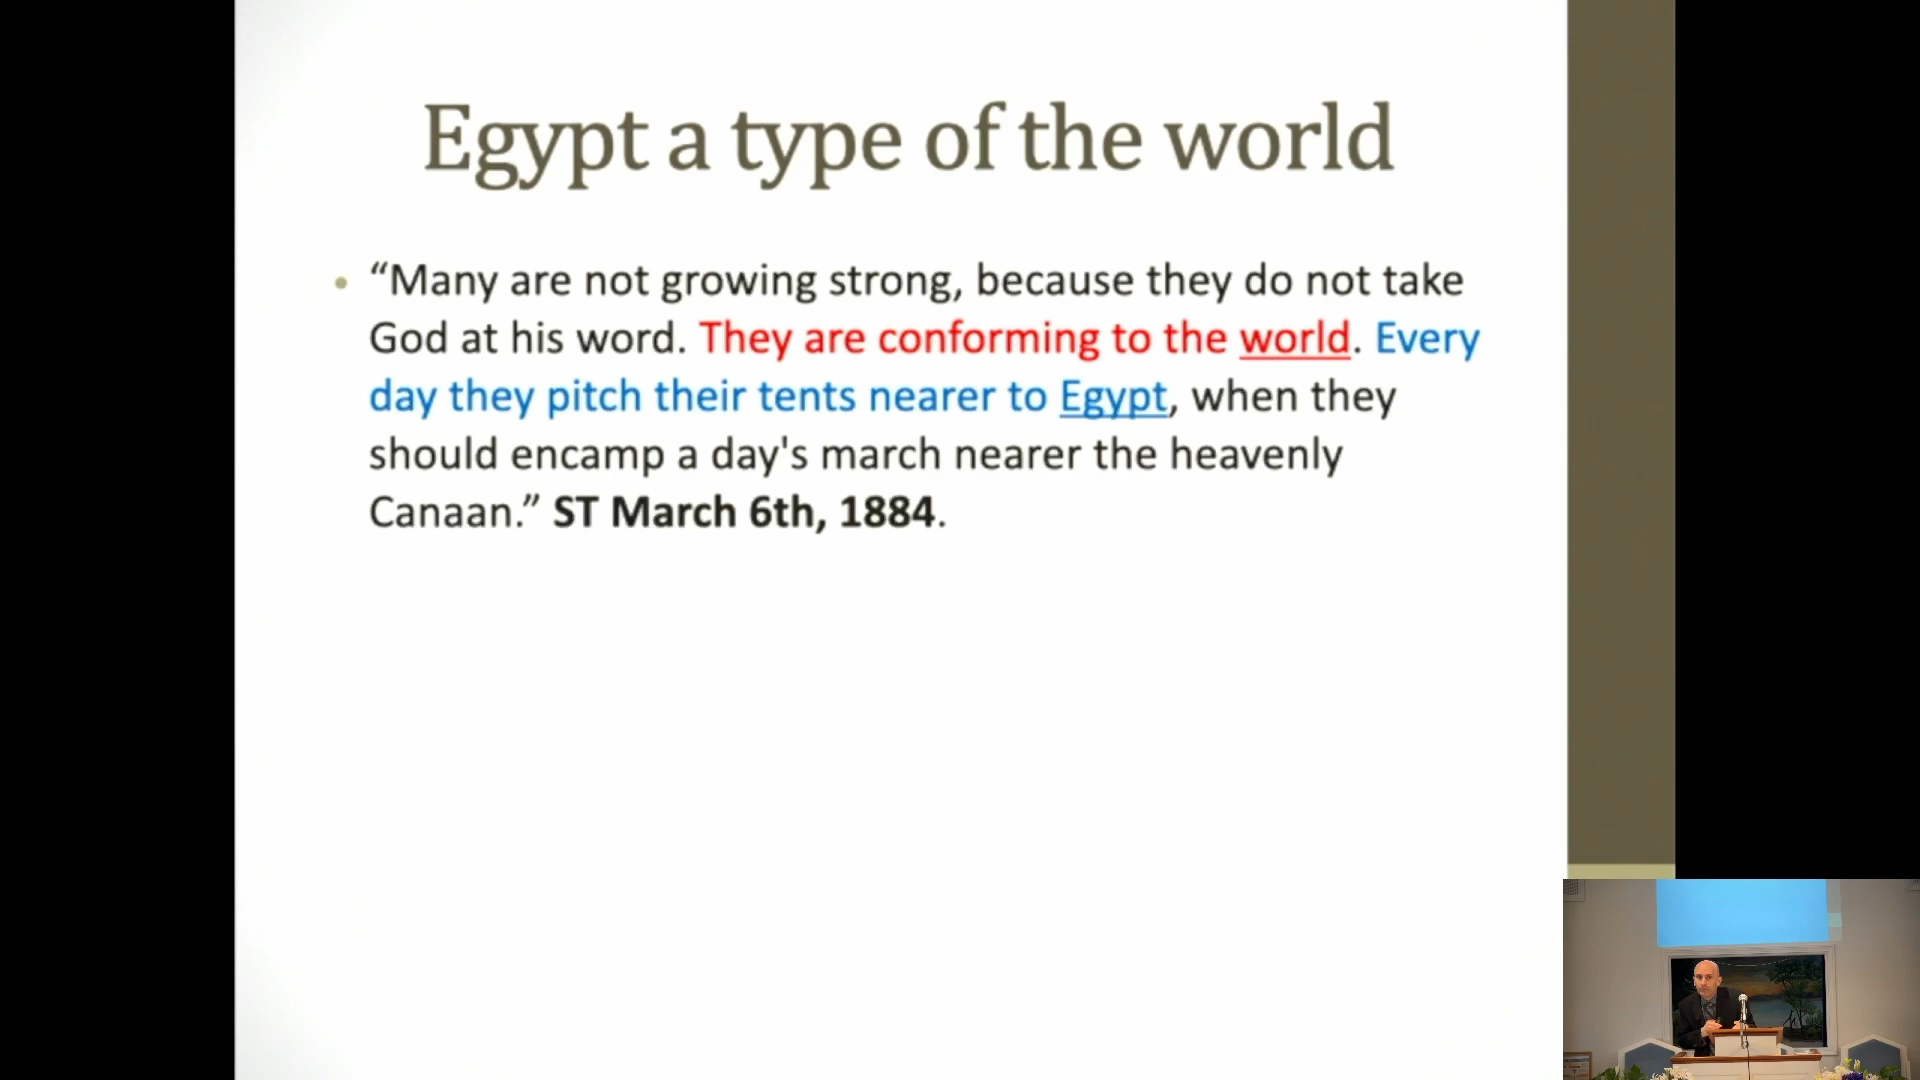 Egypt a type of the world
• “Many are not growing strong, because they do not take
God at his word. They are conforming to the world. Every
day they pitch their tents nearer to Egypt, when they
should encamp a day's march nearer the heavenly
Canaan.” ST March 6th, 1884.